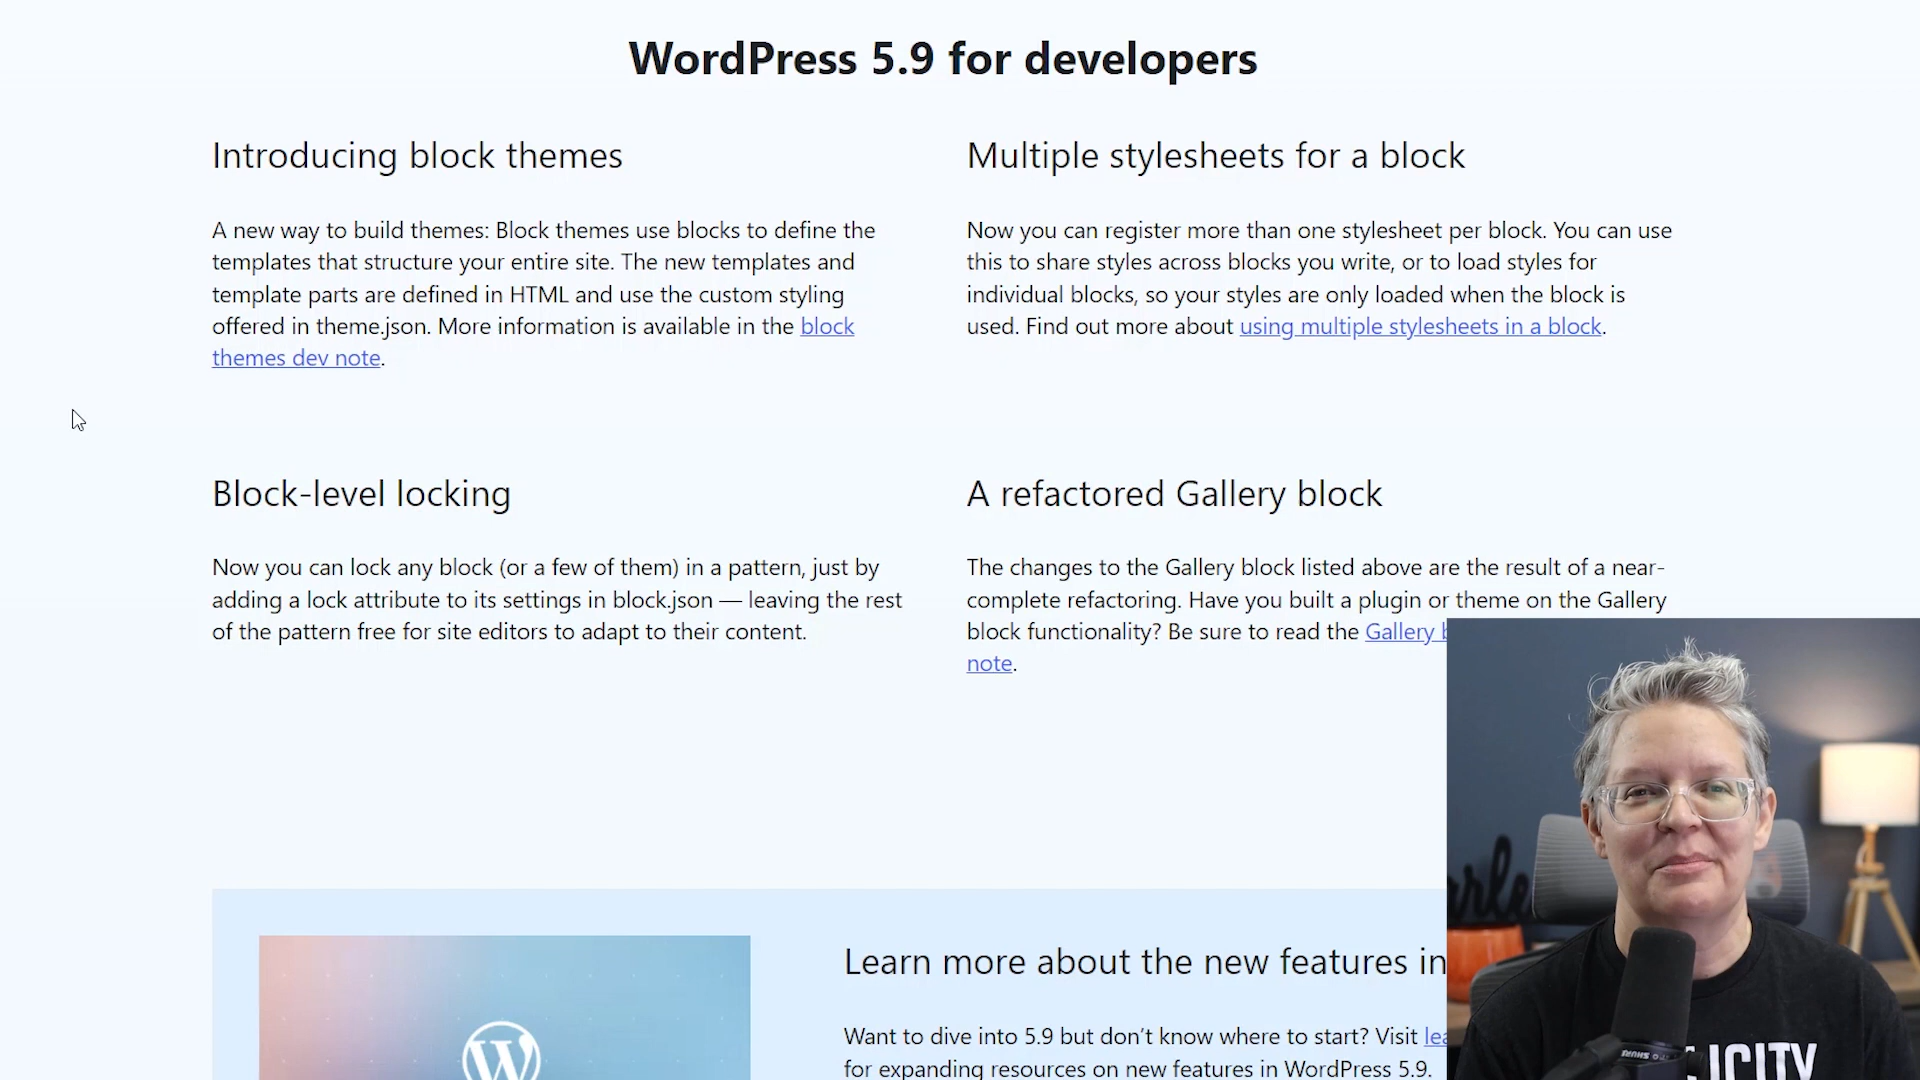 WordPress 5.9 for developers
Introducing block themes
A new way to build themes: Block themes use blocks to define the
templates that structure your entire site. The new templates and
template parts are defined in HTML and use the custom styling
offered in theme.json. More information is available in the block
themes dev note.
Multiple stylesheets for a block
Now you can register more than one stylesheet per block. You can use
this to share styles across blocks you write, or to load styles for
individual blocks, so your styles are only loaded when the block is
used. Find out more about using multiple stylesheets in a block.
Block-level locking
Now you can lock any block (or a few of them) in a pattern, just by
adding a lock attribute to its settings in block.json — leaving the rest
of the pattern free for site editors to adapt to their content.
A refactored Gallery block
The changes to the Gallery block listed above are the result of a near-
complete refactoring. Have you built a plugin or theme on the Gallery
block functionality? Be sure to read the Gallery
note.
Learn more about the new features in
Want to dive into 5.9 but don't know where to start? Visit
for expanding resources on new features in WordPress 5.9.
SHURE